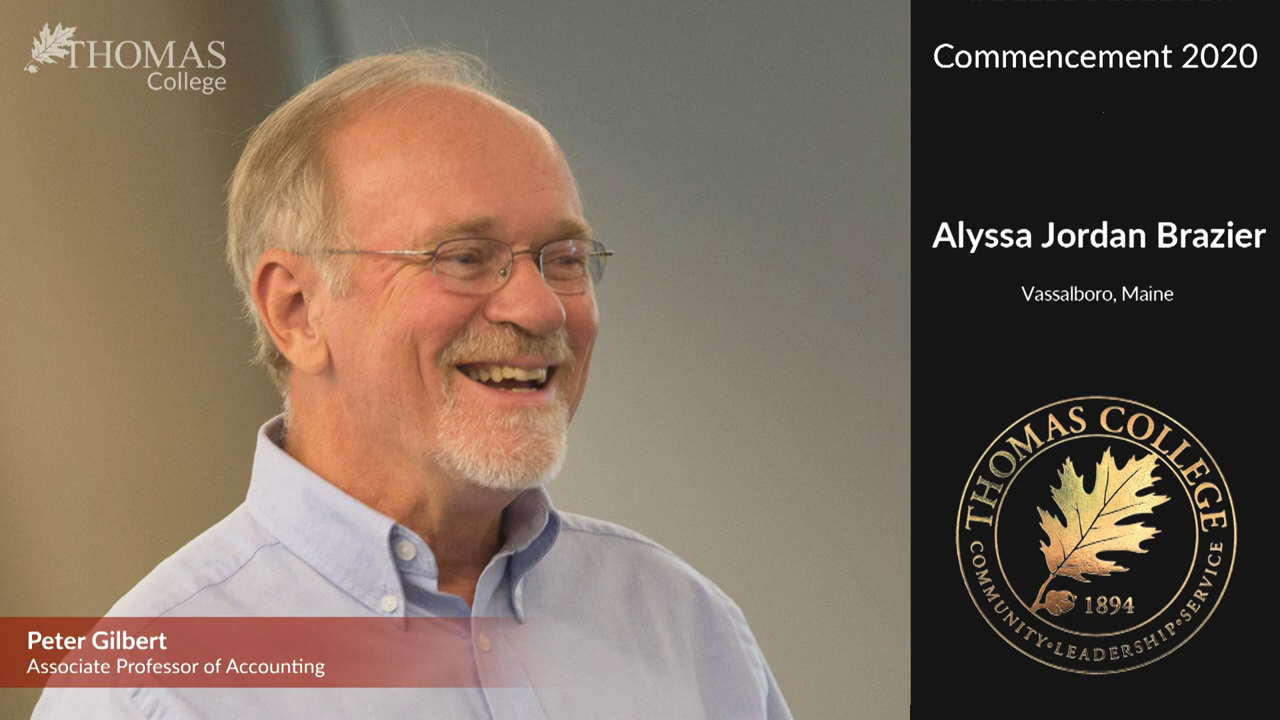 THOMAS
College
Commencement 2020
Alyssa Jordan Brazier
Vassalboro, Maine
THOMAS COLLEGE
1894
COMMUNITY•LEADERSHIP•SERVICE
Peter Gilbert
Associate Professor of Accounting